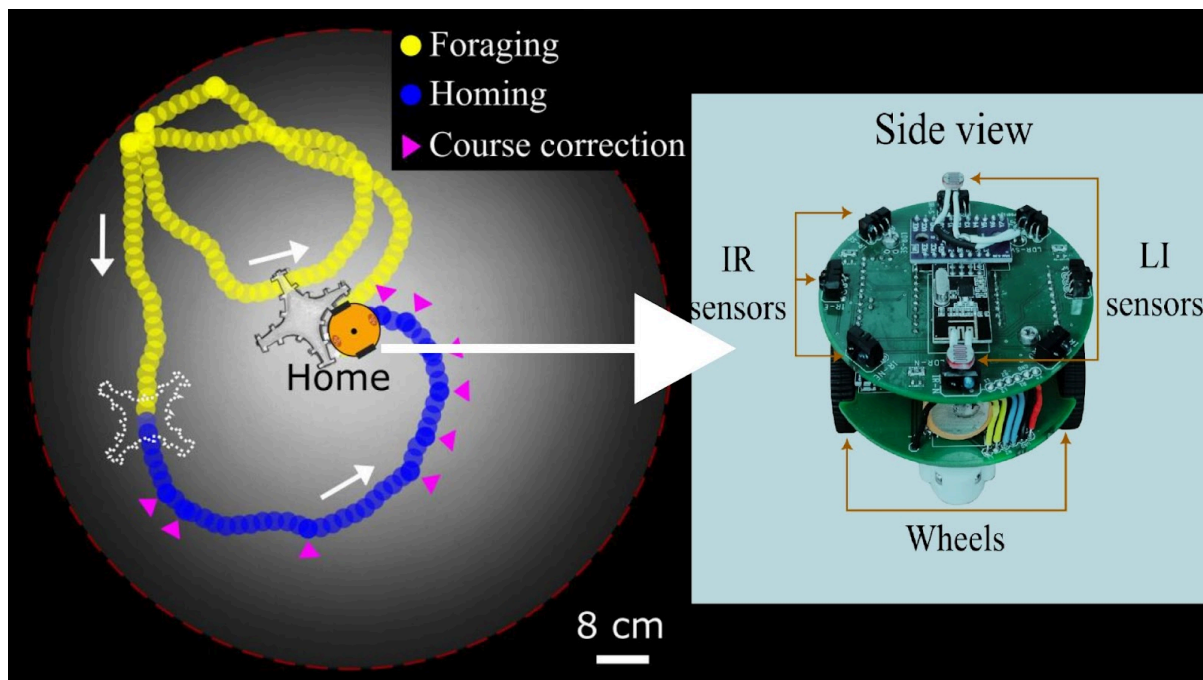 Foraging
Homing
Course correction
Home
8 cm
Side view
IR
sensors
LI
sensors
Wheels